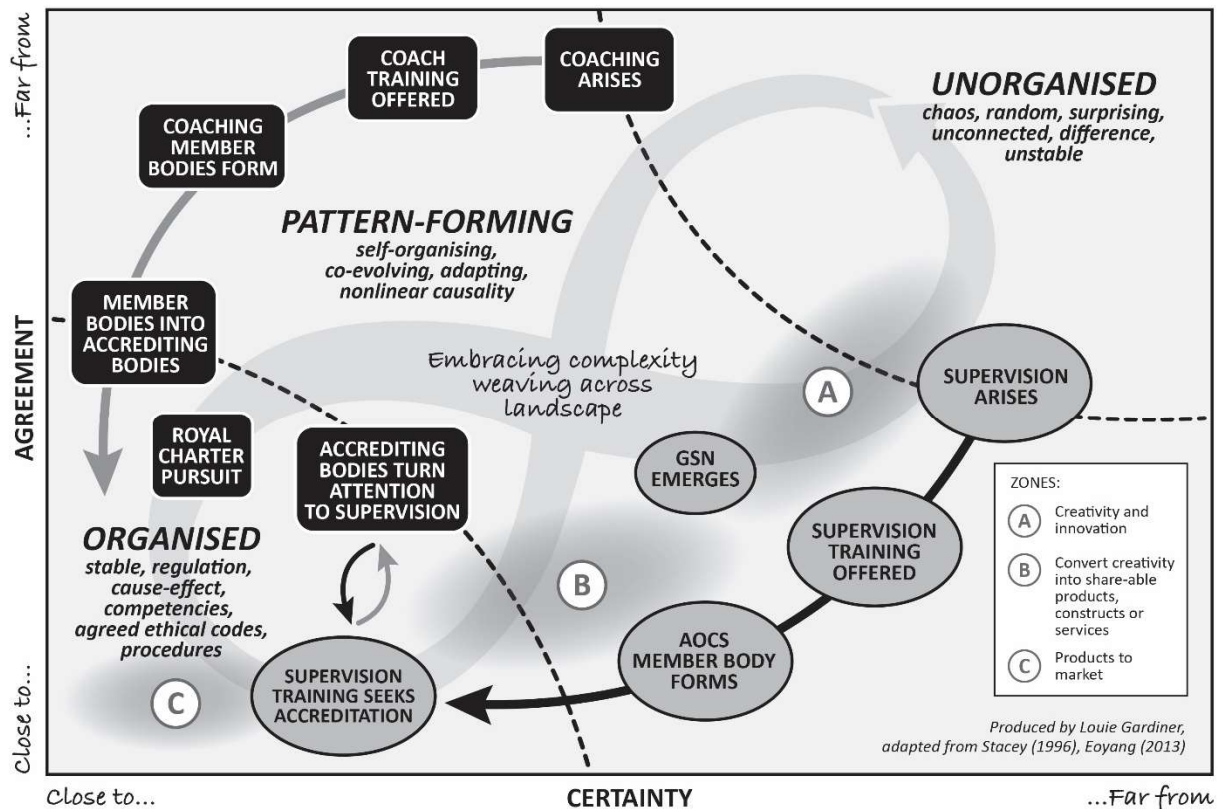 ...Far from
AGREEMENT
Close to...
COACHING
ARISES
COACH
TRAINING
OFFERED
COACHING
MEMBER
BODIES FORM
MEMBER
BODIES INTO
ACCREDITING
BODIES
ROYAL
CHARTER
PURSUIT
ACCREDITING
BODIES TURN
ATTENTION
TO SUPERVISION
UNORGANISED
chaos, random, surprising,
unconnected, difference,
unstable
PATTERN-FORMING
self-organising,
co-evolving, adapting,
nonlinear causality
Embracing complexity
weaving across
landscape
ORGANISED
stable, regulation,
cause-effect,
competencies,
agreed ethical codes,
procedures
A
B
C
SUPERVISION
ARISES
GSN
EMERGES
SUPERVISION
TRAINING
OFFERED
AOCS
MEMBER BODY
FORMS
SUPERVISION
TRAINING SEEKS
ACCREDITATION
ZONES:
A Creativity and
innovation
B Convert creativity
into share-able
products,
constructs or
services
C Products to
market
Produced by Louie Gardiner,
adapted from Stacey (1996), Eoyang (2013)
Close to...
CERTAINTY
...Far from